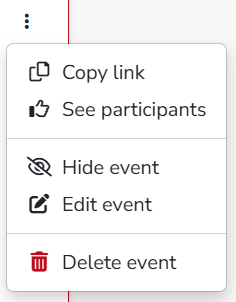 Copy link
See participants
Hide event
Edit event
Delete event